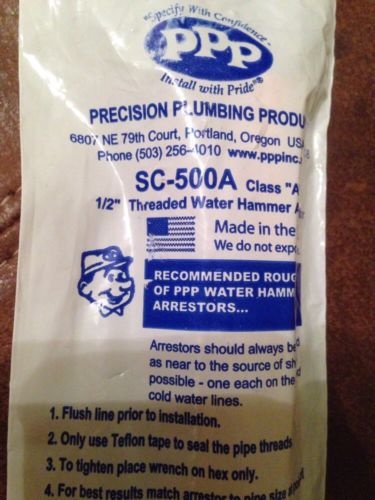 "Specify With Confidence -
PPP
Install with Pride"®
PRECISION PLUMBING PRODU
6807 NE 79th Court, Portland, Oregon USA
Phone (503) 256-4010 www.pppinc.
SC-500A Class "A
1/2" Threaded Water Hammer A
Made in the
We do not expo
RECOMMENDED ROUG
OF PPP WATER HAMM
ARRESTORS...
Arrestors should always be
as near to the source of sh
possible - one each on the
cold water lines.
1. Flush line prior to installation.
2. Only use Teflon tape to seal the pipe threads
3. To tighten place wrench on hex only.
4. For best results match arrestor to pipe size